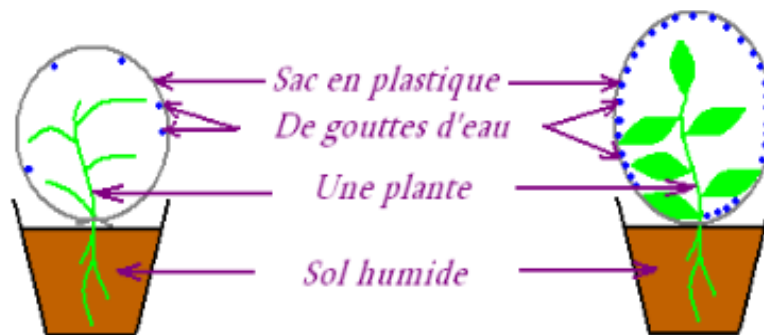 Sac en plastique
De gouttes d'eau
Une plante
Sol humide